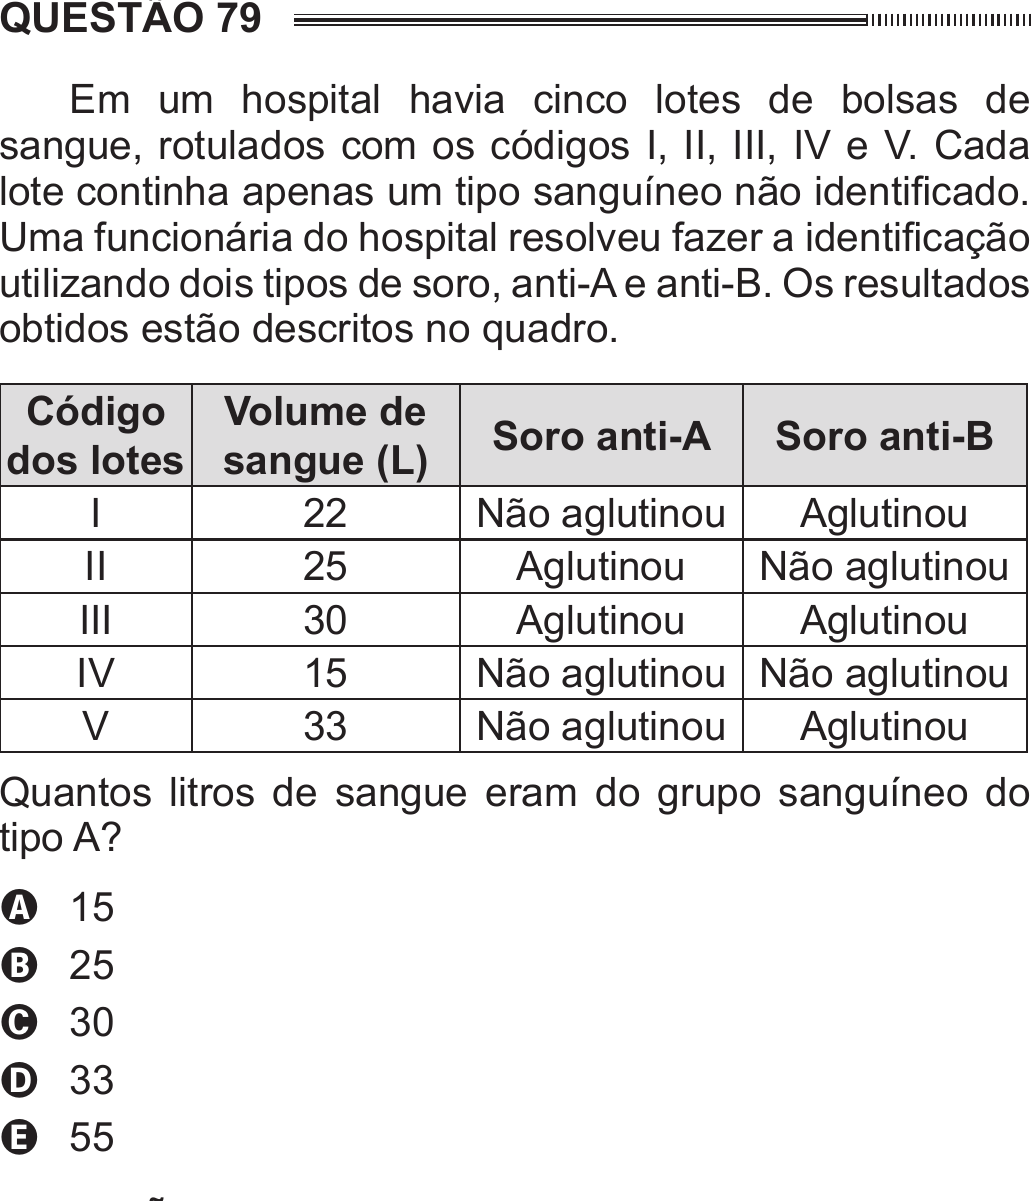 QUESTÃO 79
Em um hospital havia cinco lotes de bolsas de
sangue, rotulados com os códigos I, II, III, IV e V. Cada
lote continha apenas um tipo sanguíneo não identificado.
Uma funcionária do hospital resolveu fazer a identificação
utilizando dois tipos de soro, anti-A e anti-B. Os resultados
obtidos estão descritos no quadro.
Código dos lotes Volume de sangue (L) Soro anti-A Soro anti-B
I 22 Não aglutinou Aglutinou
II 25 Aglutinou Não aglutinou
III 30 Aglutinou Aglutinou
IV 15 Não aglutinou Não aglutinou
V 33 Não aglutinou Aglutinou
Quantos litros de sangue eram do grupo sanguíneo do
tipo A?
A 15
B 25
C 30
D 33
E 55